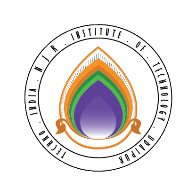 TECHNO · INDIA · N · J · R · INSTITUTE · OF · TECHNOLOGY · UDAIPUR